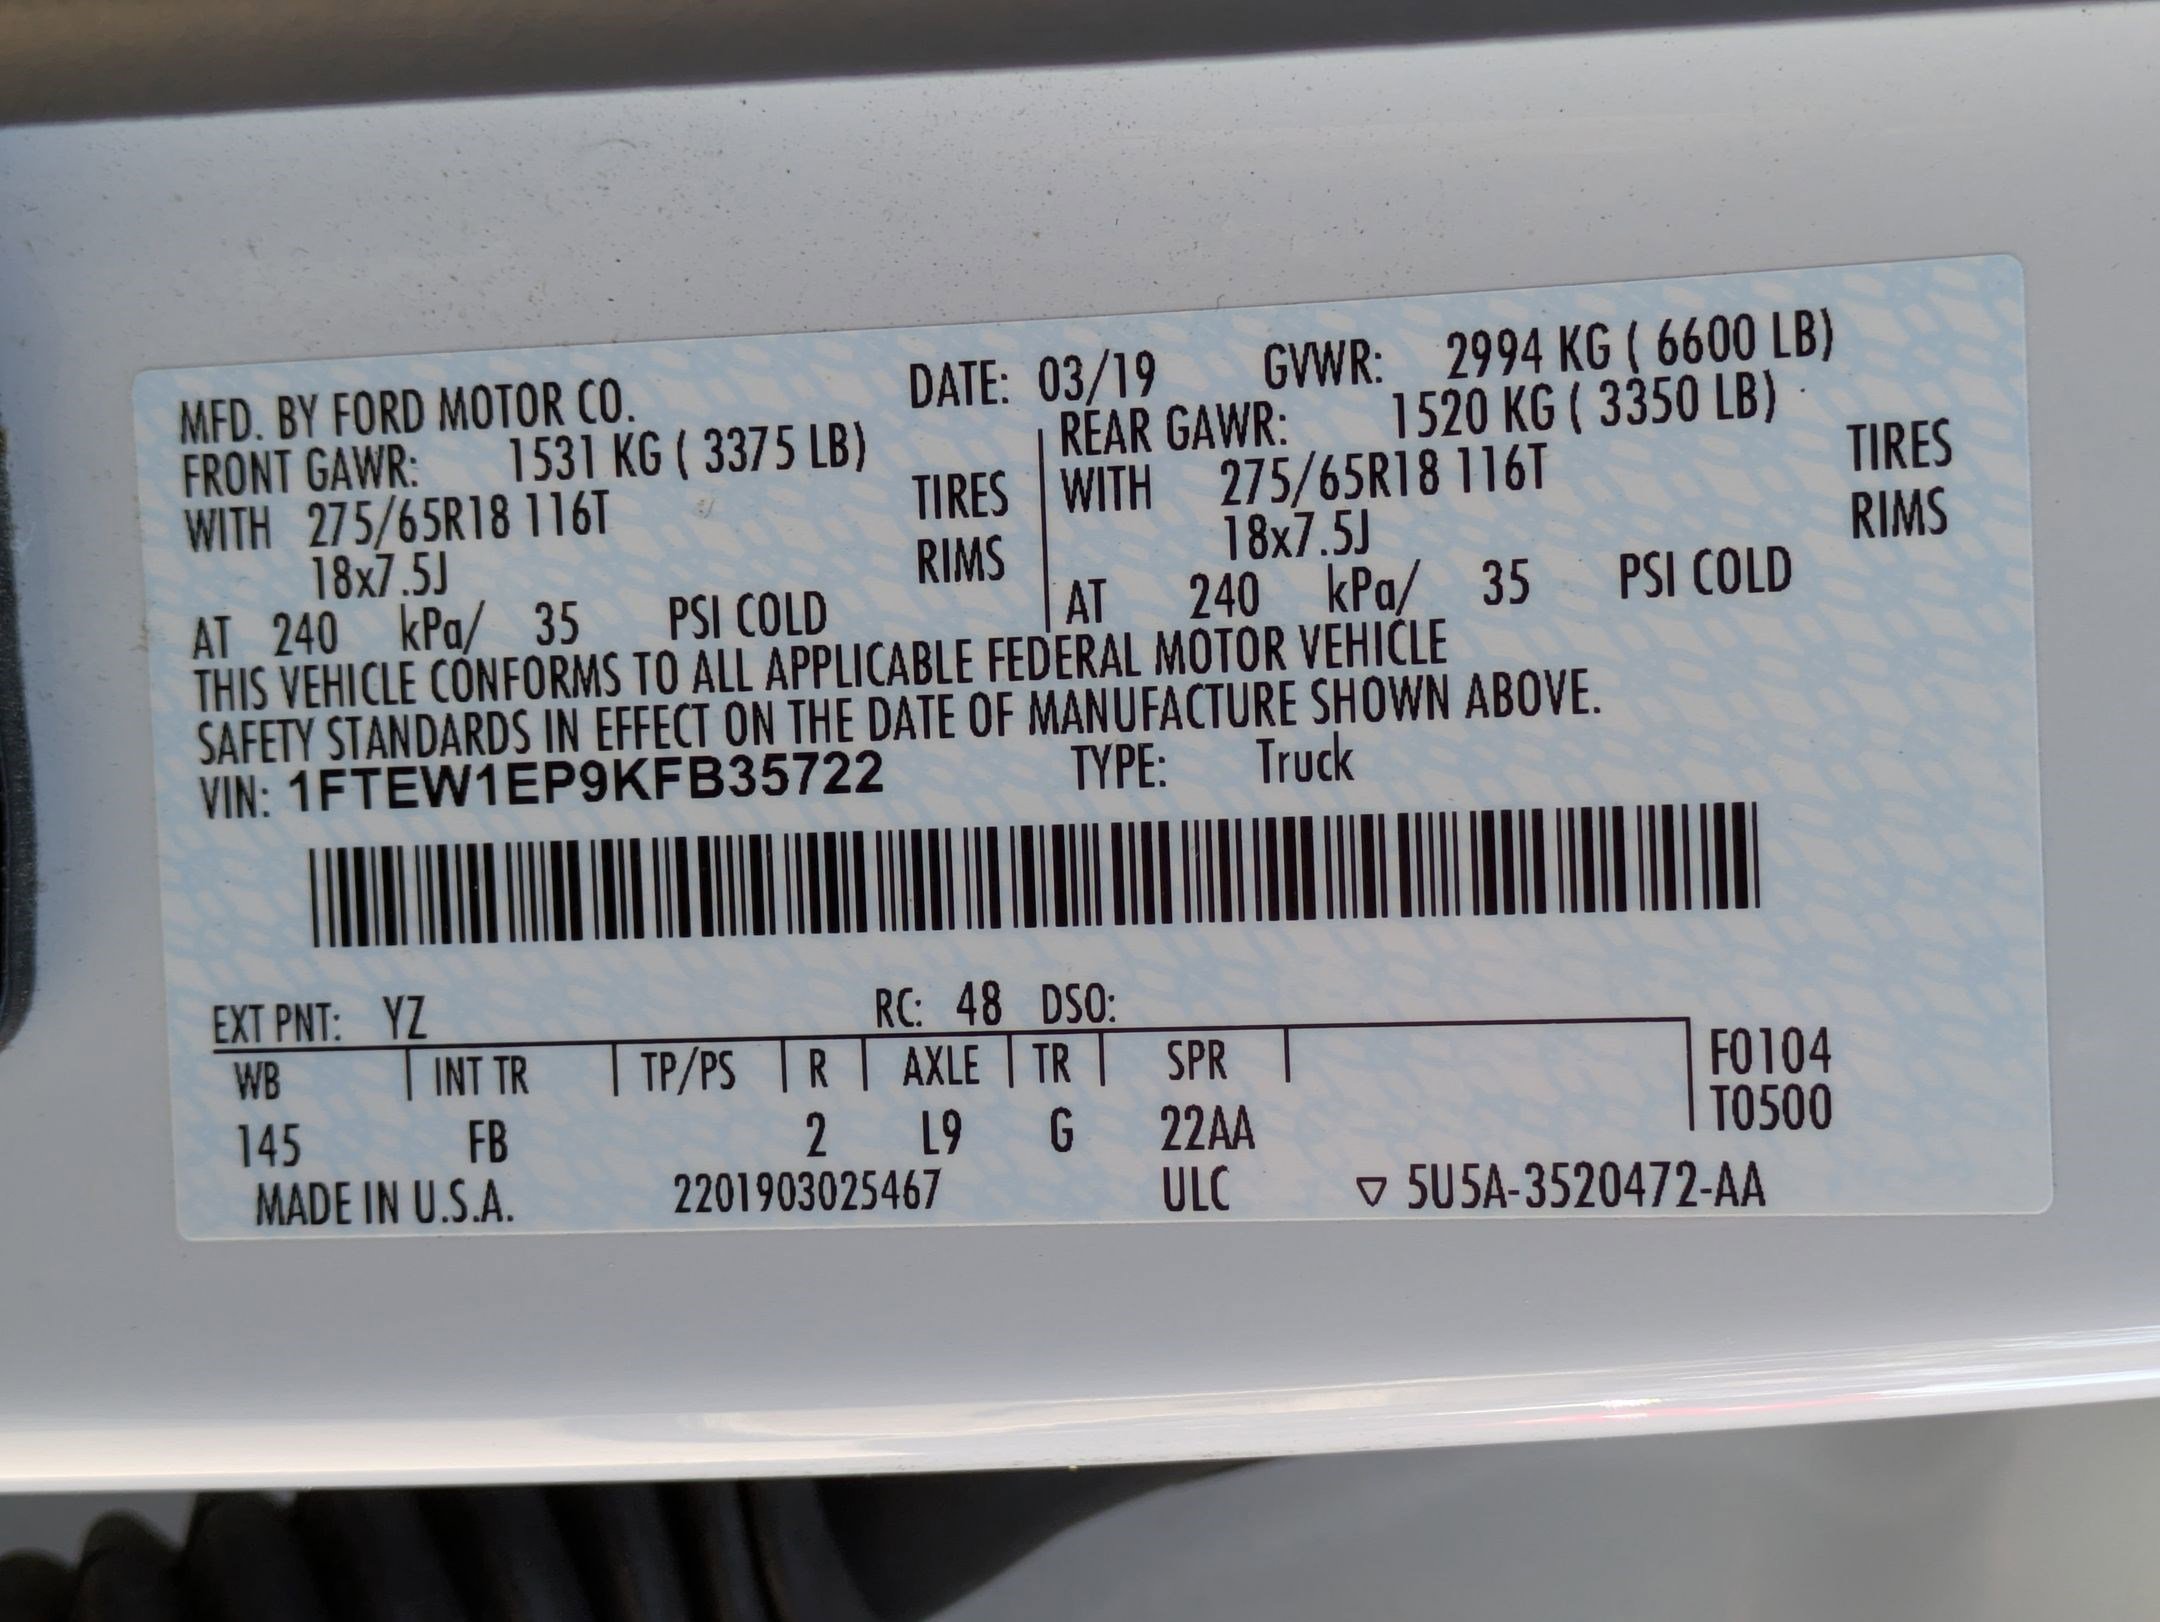 MFD. BY FORD MOTOR CO. DATE: 03/19 GVWR: 2994 KG ( 6600 LB)
FRONT GAWR: 1531 KG ( 3375 LB) REAR GAWR: 1520 KG ( 3350 LB)
WITH 275/65R18 116T TIRES WITH 275/65R18 116T TIRES
18x7.5J RIMS 18x7.5J RIMS
AT 240 kPa/ 35 PSI COLD AT 240 kPa/ 35 PSI COLD
THIS VEHICLE CONFORMS TO ALL APPLICABLE FEDERAL MOTOR VEHICLE
SAFETY STANDARDS IN EFFECT ON THE DATE OF MANUFACTURE SHOWN ABOVE.
VIN: 1FTEW1EP9KFB35722 TYPE: Truck
EXT PNT: YZ RC: 48 DSO:
WB INT TR TP/PS R AXLE TR SPR F0104
145 FB 2 L9 G 22AA T0500
MADE IN U.S.A. 2201903025467 ULC ▽ 5U5A-3520472-AA